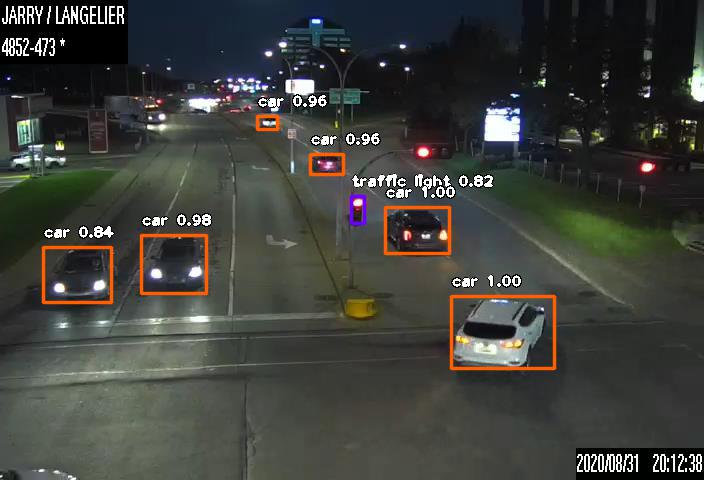 JARRY / LANGELIER
4852-473 *
car 0.96
car 0.96
traffic light 0.82
car 1.00
car 0.98
car 0.84
car 1.00
2020/08/31 20:12:38